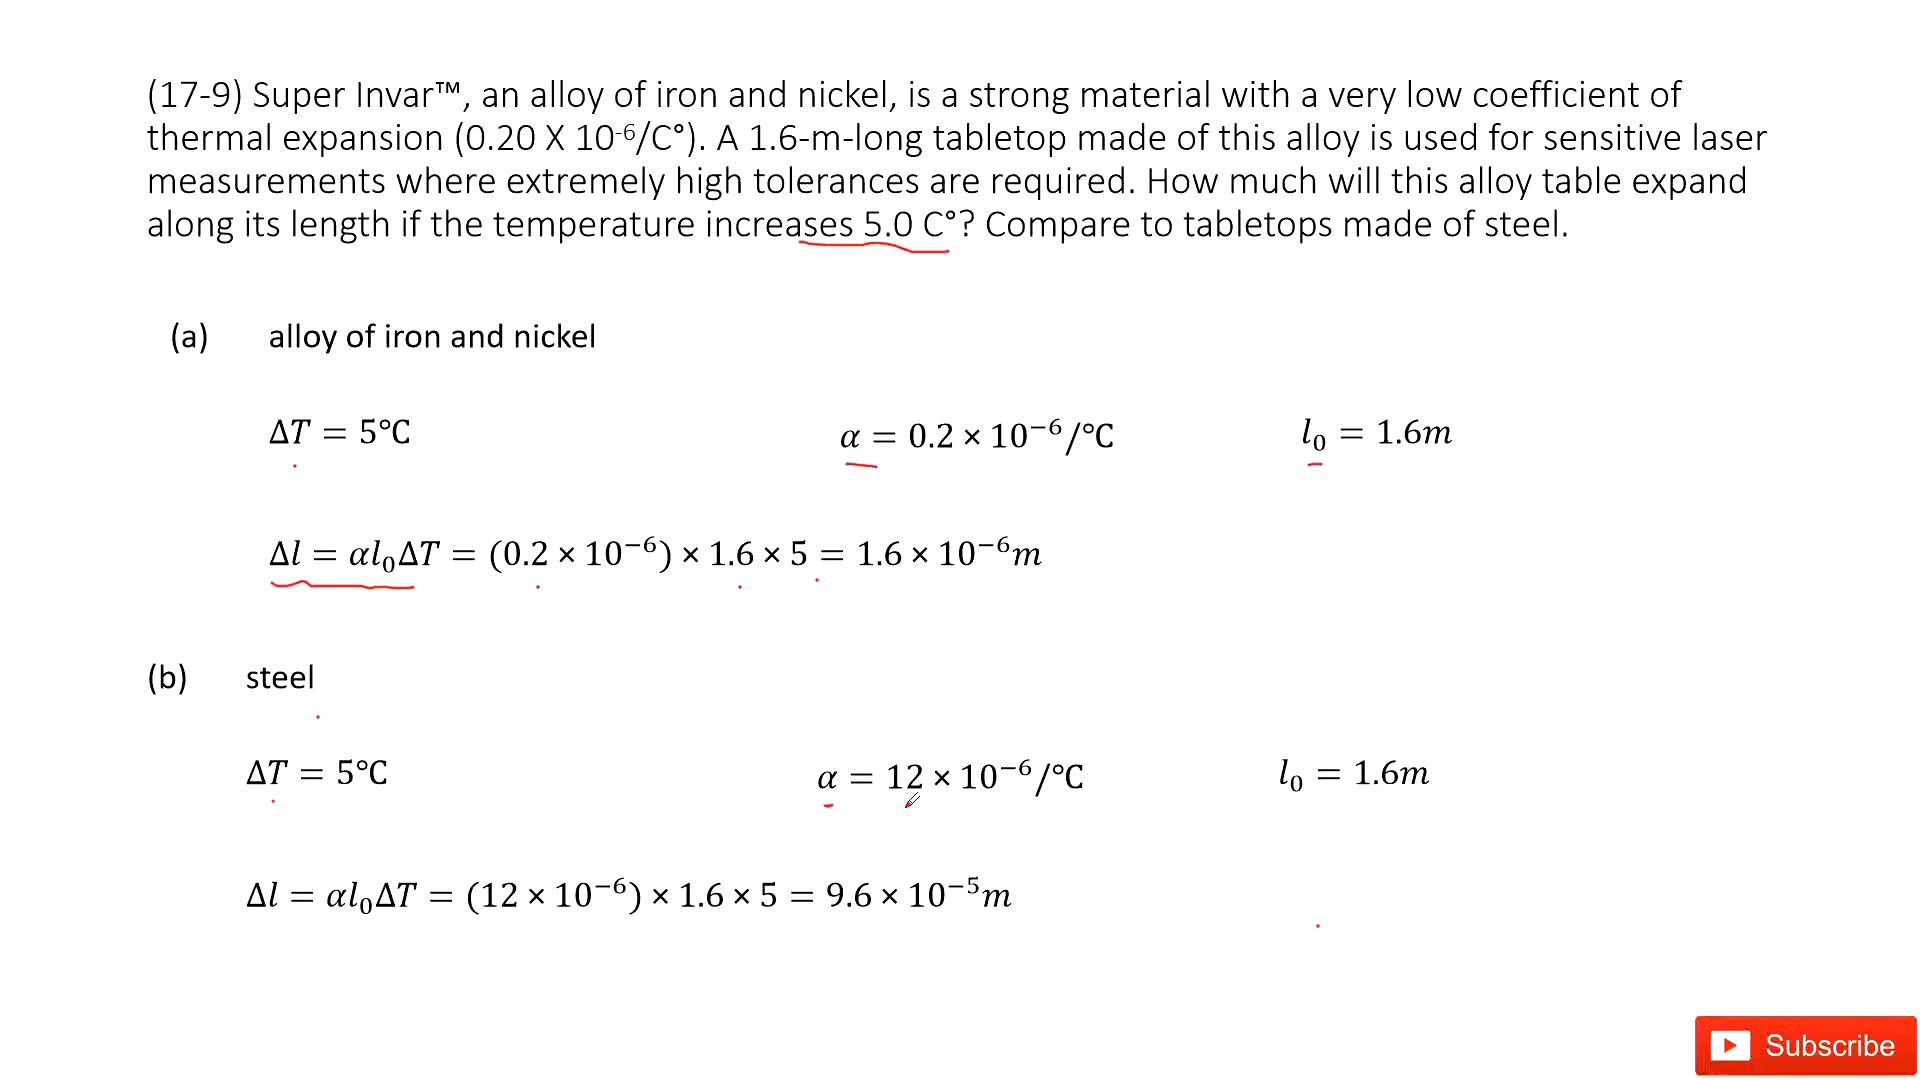 (17-9) Super Invar™, an alloy of iron and nickel, is a strong material with a very low coefficient of
thermal expansion (0.20 X 10⁻⁶/C°). A 1.6-m-long tabletop made of this alloy is used for sensitive laser
measurements where extremely high tolerances are required. How much will this alloy table expand
along its length if the temperature increases 5.0 C°? Compare to tabletops made of steel.
(a) alloy of iron and nickel
ΔT = 5°C α = 0.2 × 10⁻⁶/°C l₀ = 1.6m
Δl = αl₀ΔT = (0.2 × 10⁻⁶) × 1.6 × 5 = 1.6 × 10⁻⁶m
(b) steel
ΔT = 5°C α = 12 × 10⁻⁶/°C l₀ = 1.6m
Δl = αl₀ΔT = (12 × 10⁻⁶) × 1.6 × 5 = 9.6 × 10⁻⁵m
Subscribe